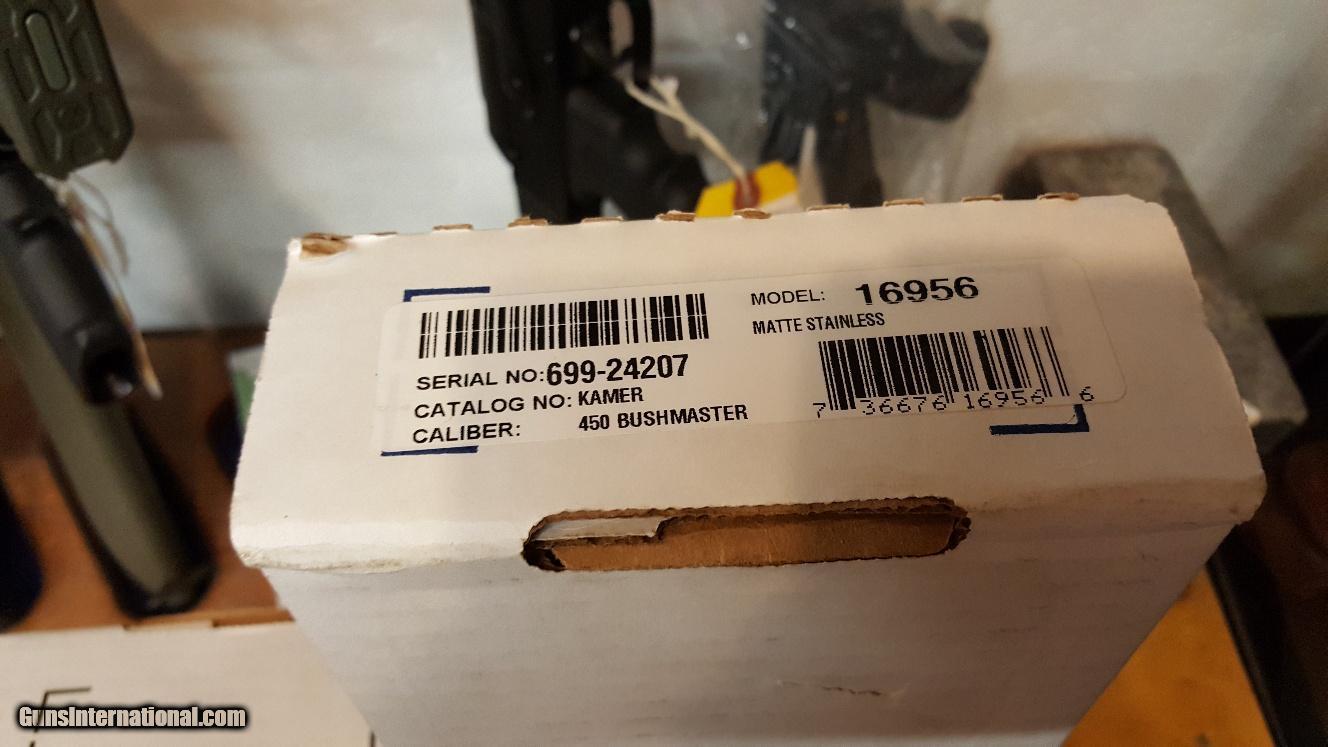 MODEL: 16956
MATTE STAINLESS
SERIAL NO: 699-24207
CATALOG NO: KAMER
CALIBER: 450 BUSHMASTER
7 36676 16956 6
GunsInternational.com